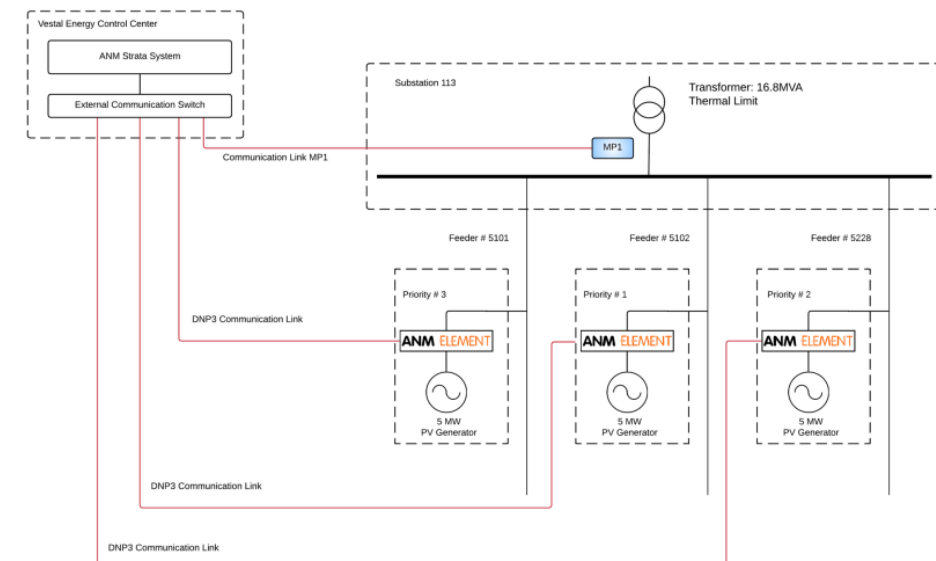 Vestal Energy Control Center
ANM Strata System
External Communication Switch
Communication Link MP1
Substation 113
Transformer: 16.8MVA
Thermal Limit
MP1
Feeder # 5101
Feeder # 5102
Feeder # 5228
Priority # 3
Priority # 1
Priority # 2
DNP3 Communication Link
ANM ELEMENT
ANM ELEMENT
ANM ELEMENT
5 MW
PV Generator
5 MW
PV Generator
5 MW
PV Generator
DNP3 Communication Link
DNP3 Communication Link